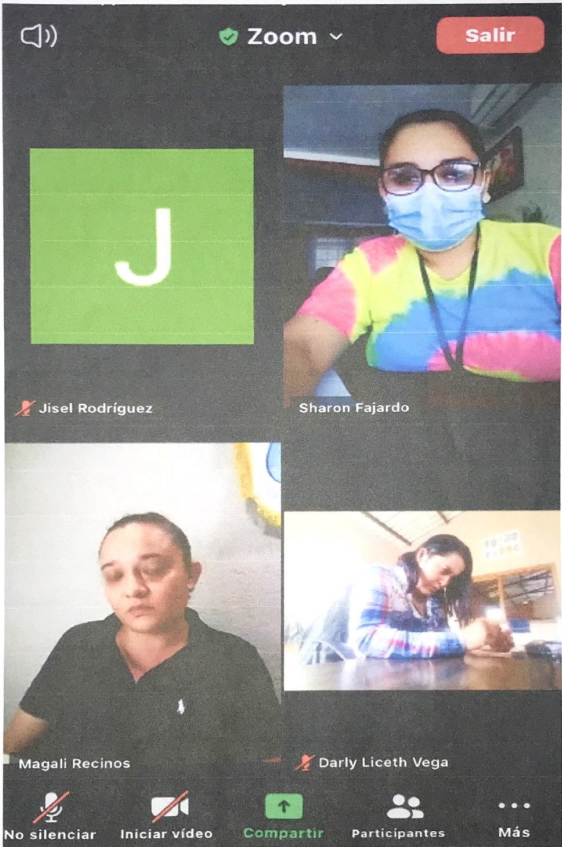 Zoom
Salir
J
Jisel Rodríguez
Sharon Fajardo
Magali Recinos
Darly Liceth Vega
No silenciar
Iniciar vídeo
Compartir
Participantes
Más